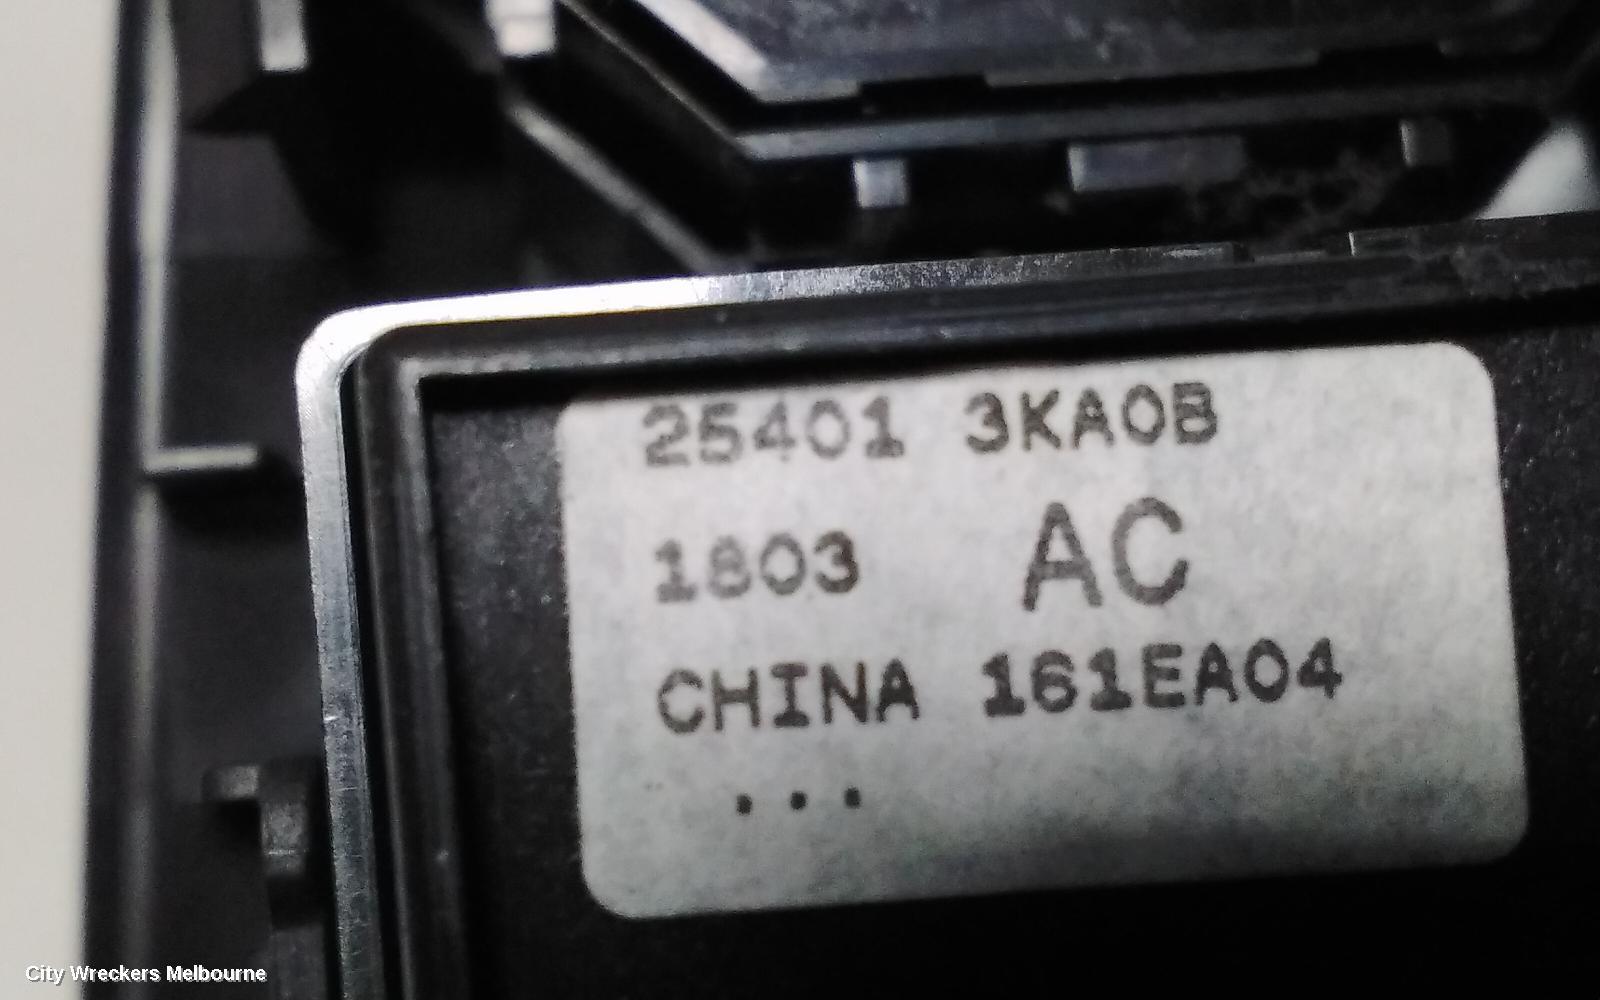 25401 3KA0B
1803 AC
CHINA 161EA04
...
City Wreckers Melbourne